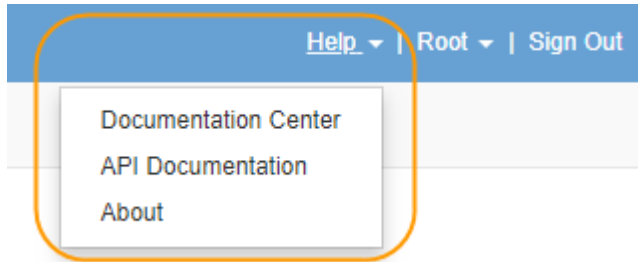 Help | Root | Sign Out
Documentation Center
API Documentation
About